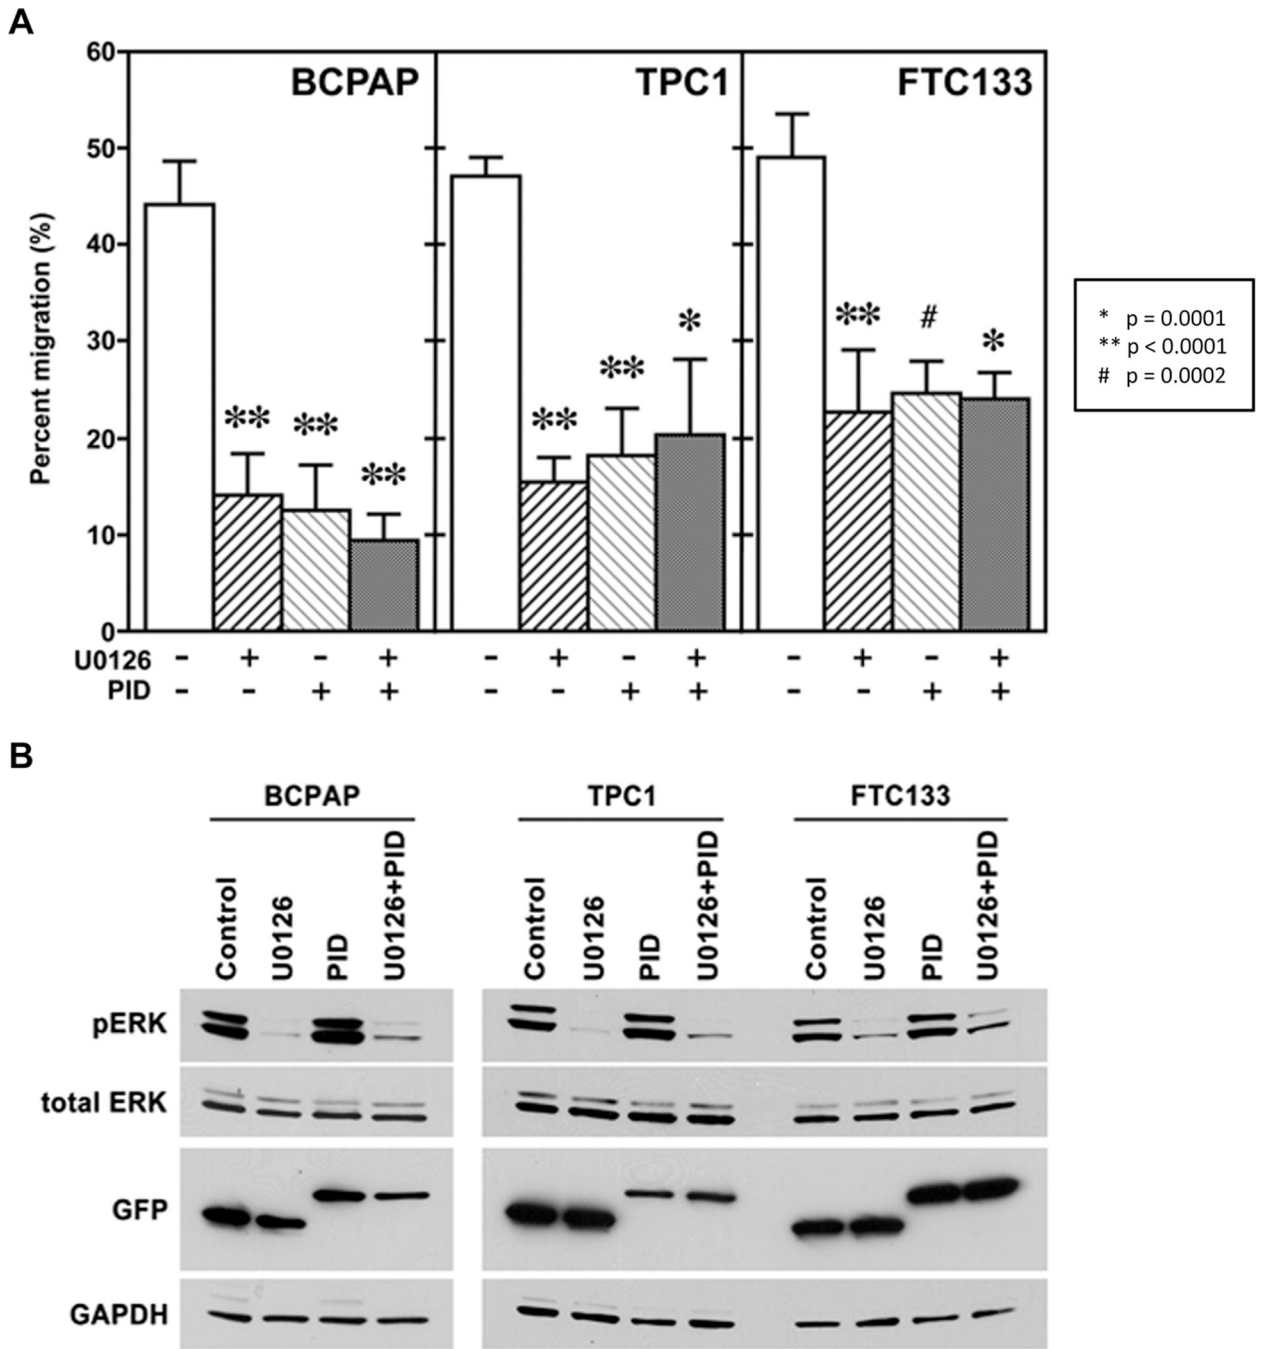 A
60 BCPAP TPC1 FTC133
50
40
30
20
10
0
Percent migration (%)
** ** ** ** ** * ** # *
* p = 0.0001
** p < 0.0001
# p = 0.0002
U0126 - + - + - + - + - + - +
PID - - + + - - + + - - + +
B
BCPAP TPC1 FTC133
Control U0126 PID U0126+PID Control U0126 PID U0126+PID Control U0126 PID U0126+PID
pERK
total ERK
GFP
GAPDH